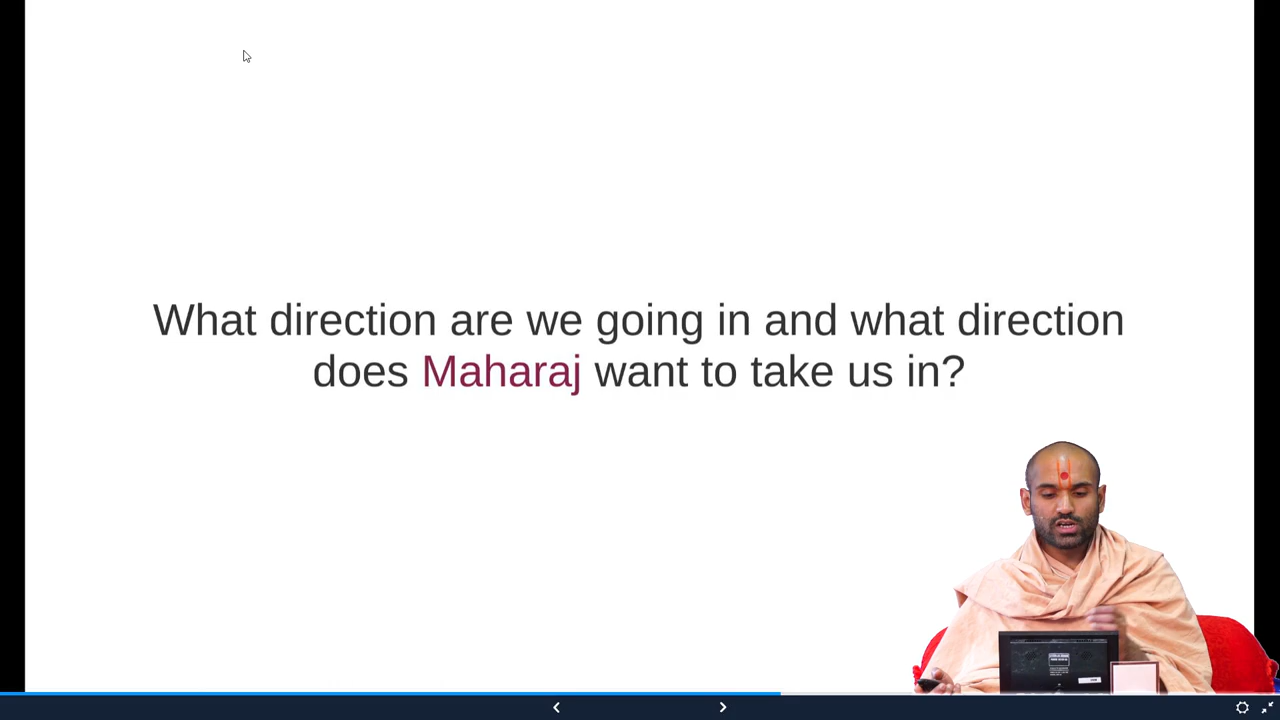 What direction are we going in and what direction
does Maharaj want to take us in?